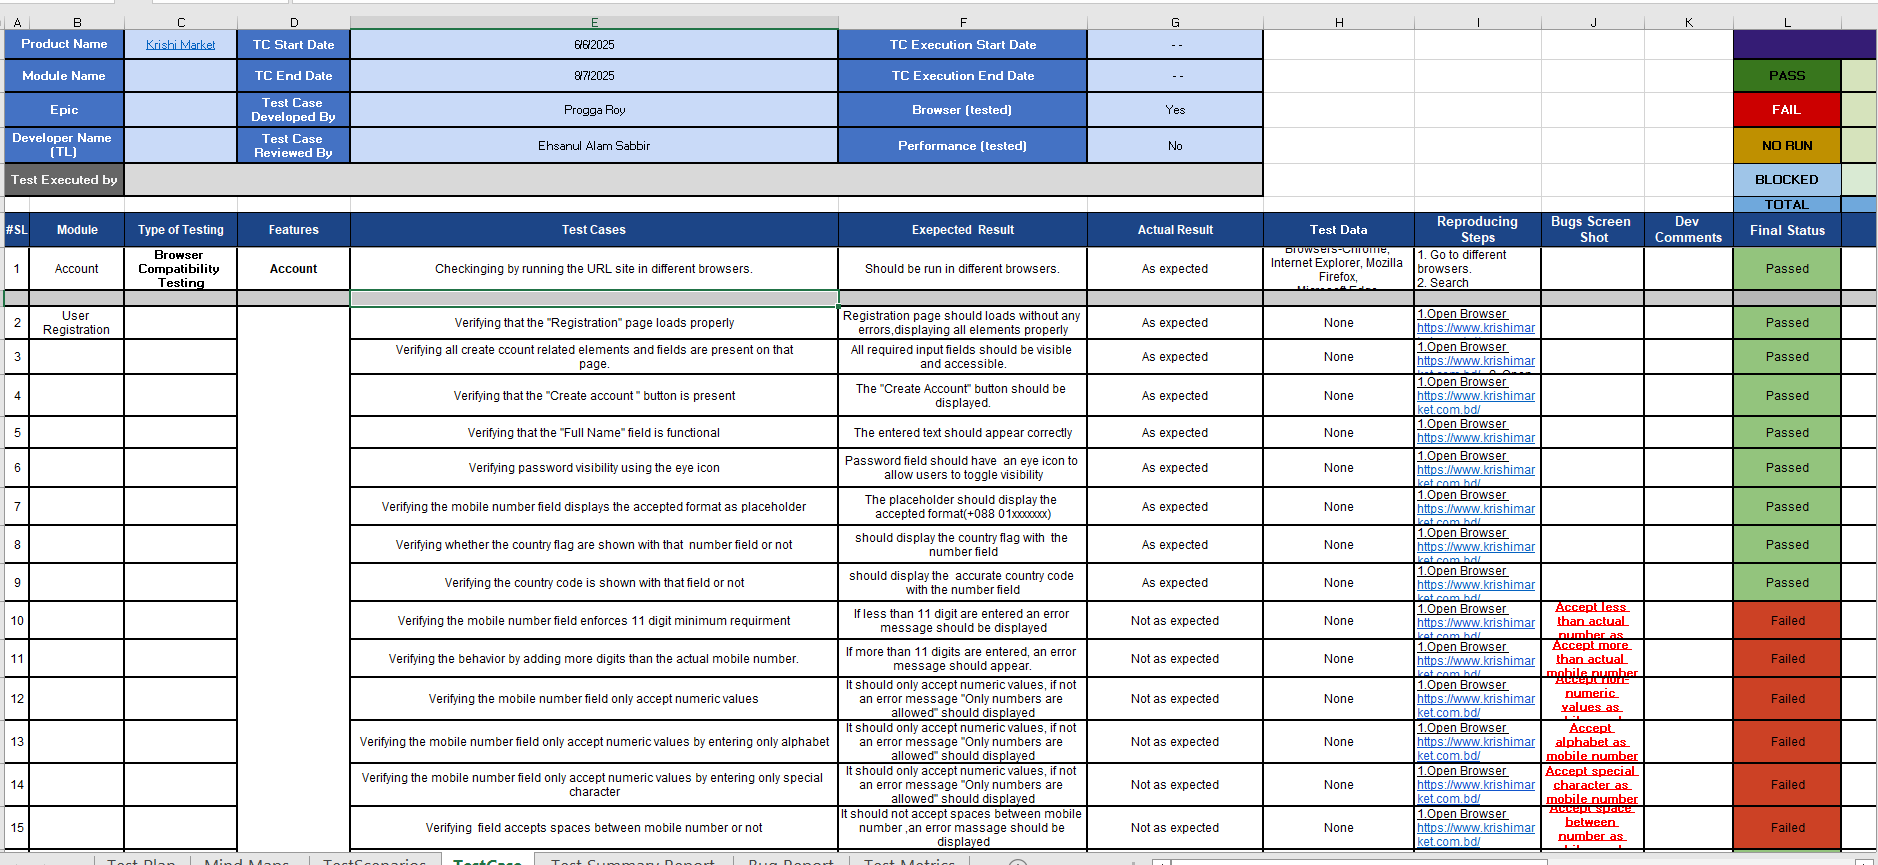 A B C D E F G H I J K L
Product Name Krishi Market TC Start Date 6/6/2025 TC Execution Start Date - -
Module Name TC End Date 9/7/2025 TC Execution End Date - - PASS
Epic Test Case Developed By Progga Roy Browser (tested) Yes FAIL
Developer Name (TL) Test Case Reviewed By Ehsanul Alam Sabbir Performance (tested) No NO RUN
Test Executed by BLOCKED
TOTAL
#SL Module Type of Testing Features Test Cases Exepected Result Actual Result Test Data Reproducing Steps Bugs Screen Shot Dev Comments Final Status
1 Account Browser Compatibility Testing Account Checkinging by running the URL site in different browsers. Should be run in different browsers. As expected Browsers-Chrome, Internet Explorer, Mozilla Firefox, 1. Go to different browsers. 2. Search Passed
2 User Registration Verifying that the "Registration" page loads properly Registration page should loads without any errors,displaying all elements properly As expected None 1.Open Browser https://www.krishimar Passed
3 Verifying all create ccount related elements and fields are present on that page. All required input fields should be visible and accessible. As expected None 1.Open Browser https://www.krishimar Passed
4 Verifying that the "Create account " button is present The "Create Account" button should be displayed. As expected None 1.Open Browser https://www.krishimar ket.com.bd/ Passed
5 Verifying that the "Full Name" field is functional The entered text should appear correctly As expected None 1.Open Browser https://www.krishimar Passed
6 Verifying password visibility using the eye icon Password field should have an eye icon to allow users to toggle visibility As expected None 1.Open Browser https://www.krishimar ket.com.bd/ Passed
7 Verifying the mobile number field displays the accepted format as placeholder The placeholder should display the accepted format(+088 01xxxxxxx) As expected None 1.Open Browser https://www.krishimar ket.com.bd/ Passed
8 Verifying whether the country flag are shown with that number field or not should display the country flag with the number field As expected None 1.Open Browser https://www.krishimar ket.com.bd/ Passed
9 Verifying the country code is shown with that field or not should display the accurate country code with the number field As expected None 1.Open Browser https://www.krishimar ket.com.bd/ Passed
10 Verifying the mobile number field enforces 11 digit minimum requirment If less than 11 digit are entered an error message should be displayed Not as expected None 1.Open Browser https://www.krishimar ket.com.bd/ Accept less than actual number as Failed
11 Verifying the behavior by adding more digits than the actual mobile number. If more than 11 digits are entered, an error message should appear. Not as expected None 1.Open Browser https://www.krishimar ket.com.bd/ Accept more than actual mobile number Failed
12 Verifying the mobile number field only accept numeric values It should only accept numeric values, if not an error message "Only numbers are allowed" should displayed Not as expected None 1.Open Browser https://www.krishimar ket.com.bd/ Accept non-numeric values as Failed
13 Verifying the mobile number field only accept numeric values by entering only alphabet It should only accept numeric values, if not an error message "Only numbers are allowed" should displayed Not as expected None 1.Open Browser https://www.krishimar ket.com.bd/ Accept alphabet as mobile number Failed
14 Verifying the mobile number field only accept numeric values by entering only special character It should only accept numeric values, if not an error message "Only numbers are allowed" should displayed Not as expected None 1.Open Browser https://www.krishimar ket.com.bd/ Accept special character as mobile number Failed
15 Verifying field accepts spaces between mobile number or not It should not accept spaces between mobile number ,an error massage should be displayed Not as expected None 1.Open Browser https://www.krishimar ket.com.bd/ Accept space between number as Failed
Test Plan Mind Maps TestScenarios TestCase Test Summary Report Bug Report Test Metrics